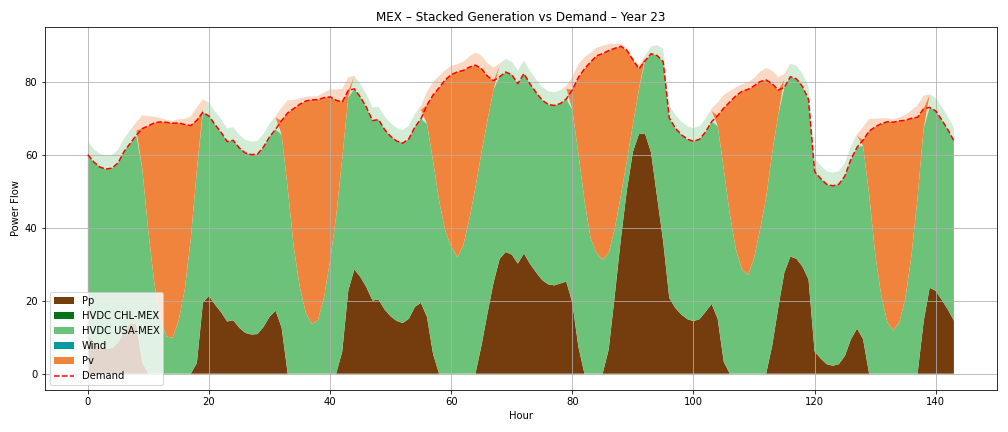 MEX – Stacked Generation vs Demand – Year 23
Power Flow
80
60
40
20
0
Pp
HVDC CHL-MEX
HVDC USA-MEX
Wind
Pv
Demand
0 20 40 60 80 100 120 140
Hour